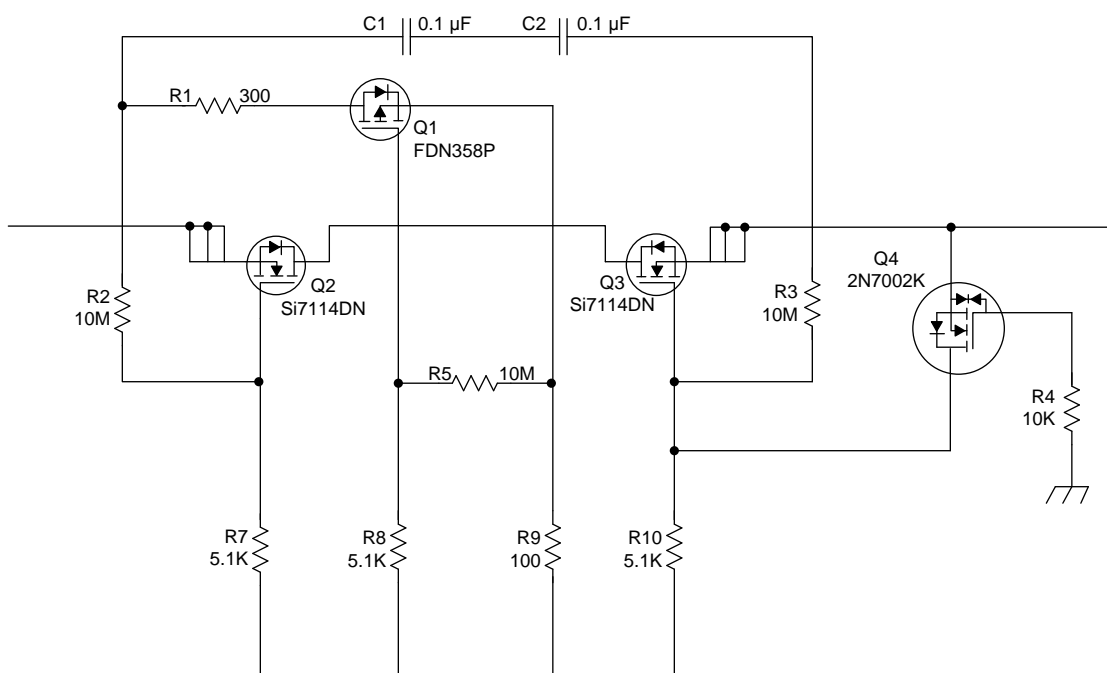 C1 0.1 µF C2 0.1 µF
R1 300
Q1
FDN358P
Q2
Si7114DN
Q3
Si7114DN
Q4
2N7002K
R2
10M
R3
10M
R5 10M
R4
10K
R7
5.1K
R8
5.1K
R9
100
R10
5.1K